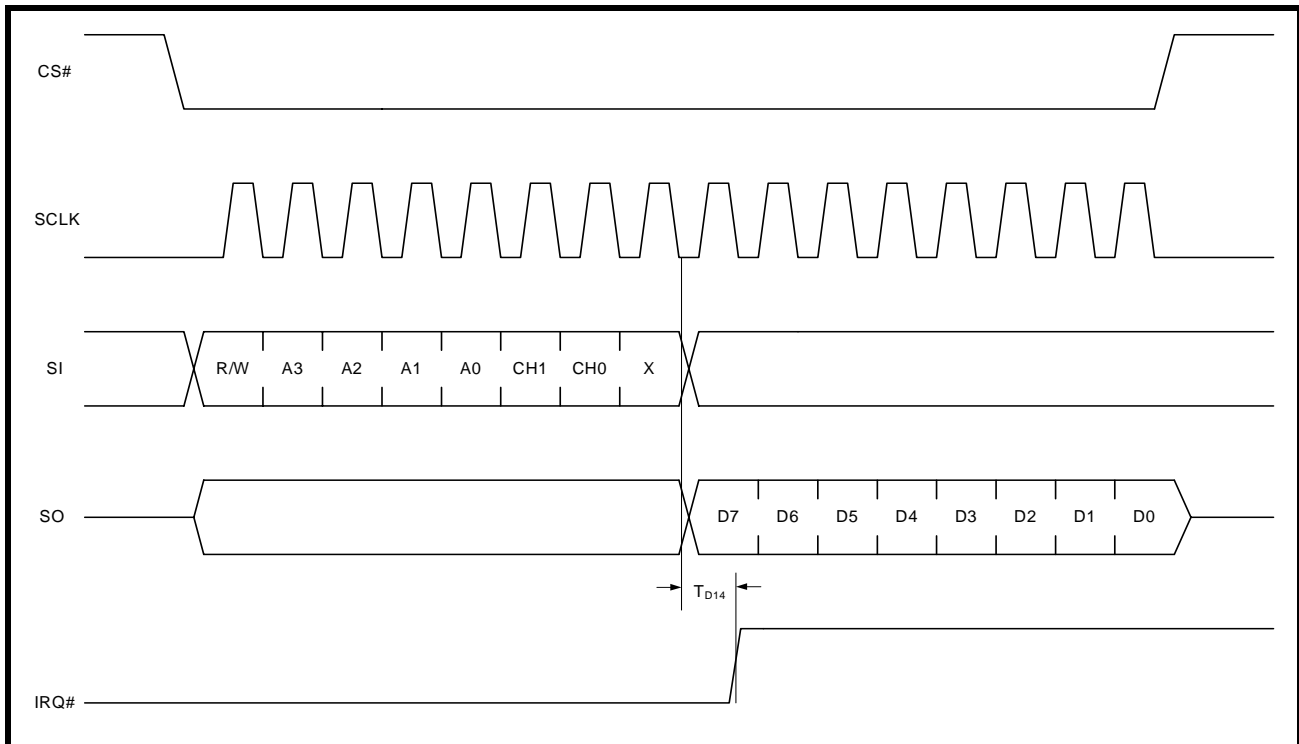 CS#
SCLK
SI
R/W A3 A2 A1 A0 CH1 CH0 X
SO
D7 D6 D5 D4 D3 D2 D1 D0
TD14
IRQ#